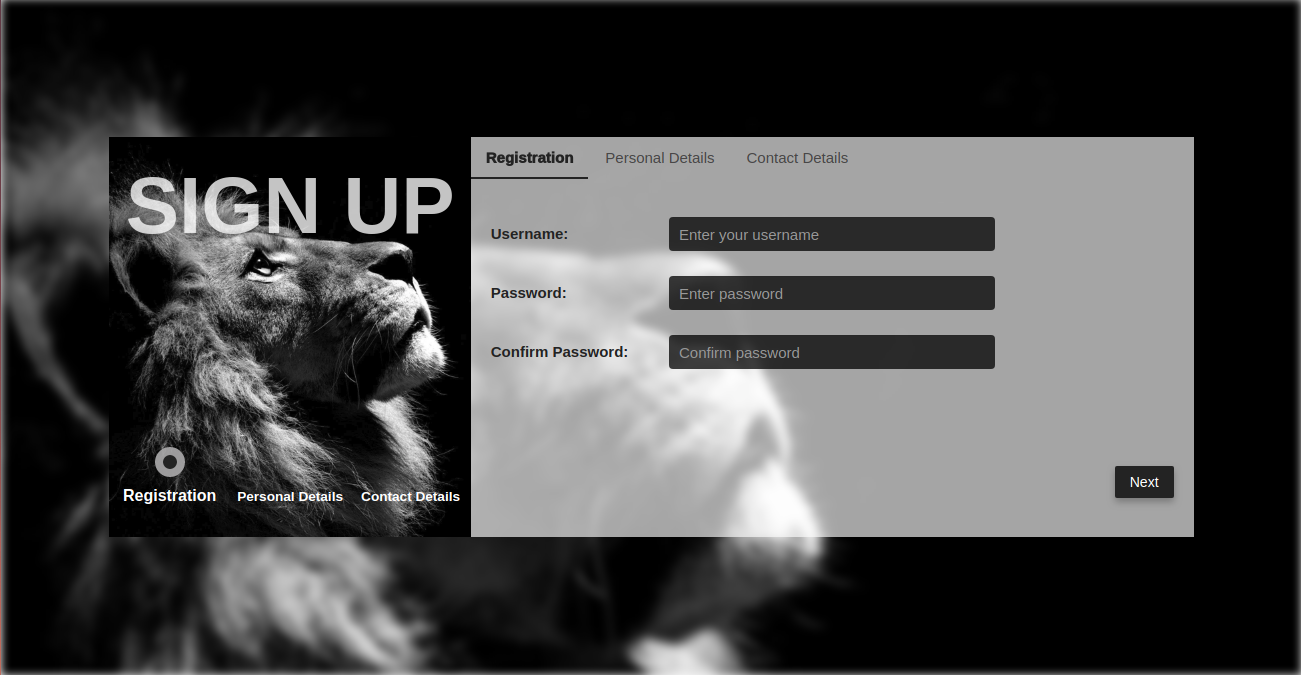 SIGN UP
Registration Personal Details Contact Details
Registration Personal Details Contact Details
Username: Enter your username
Password: Enter password
Confirm Password: Confirm password
Next